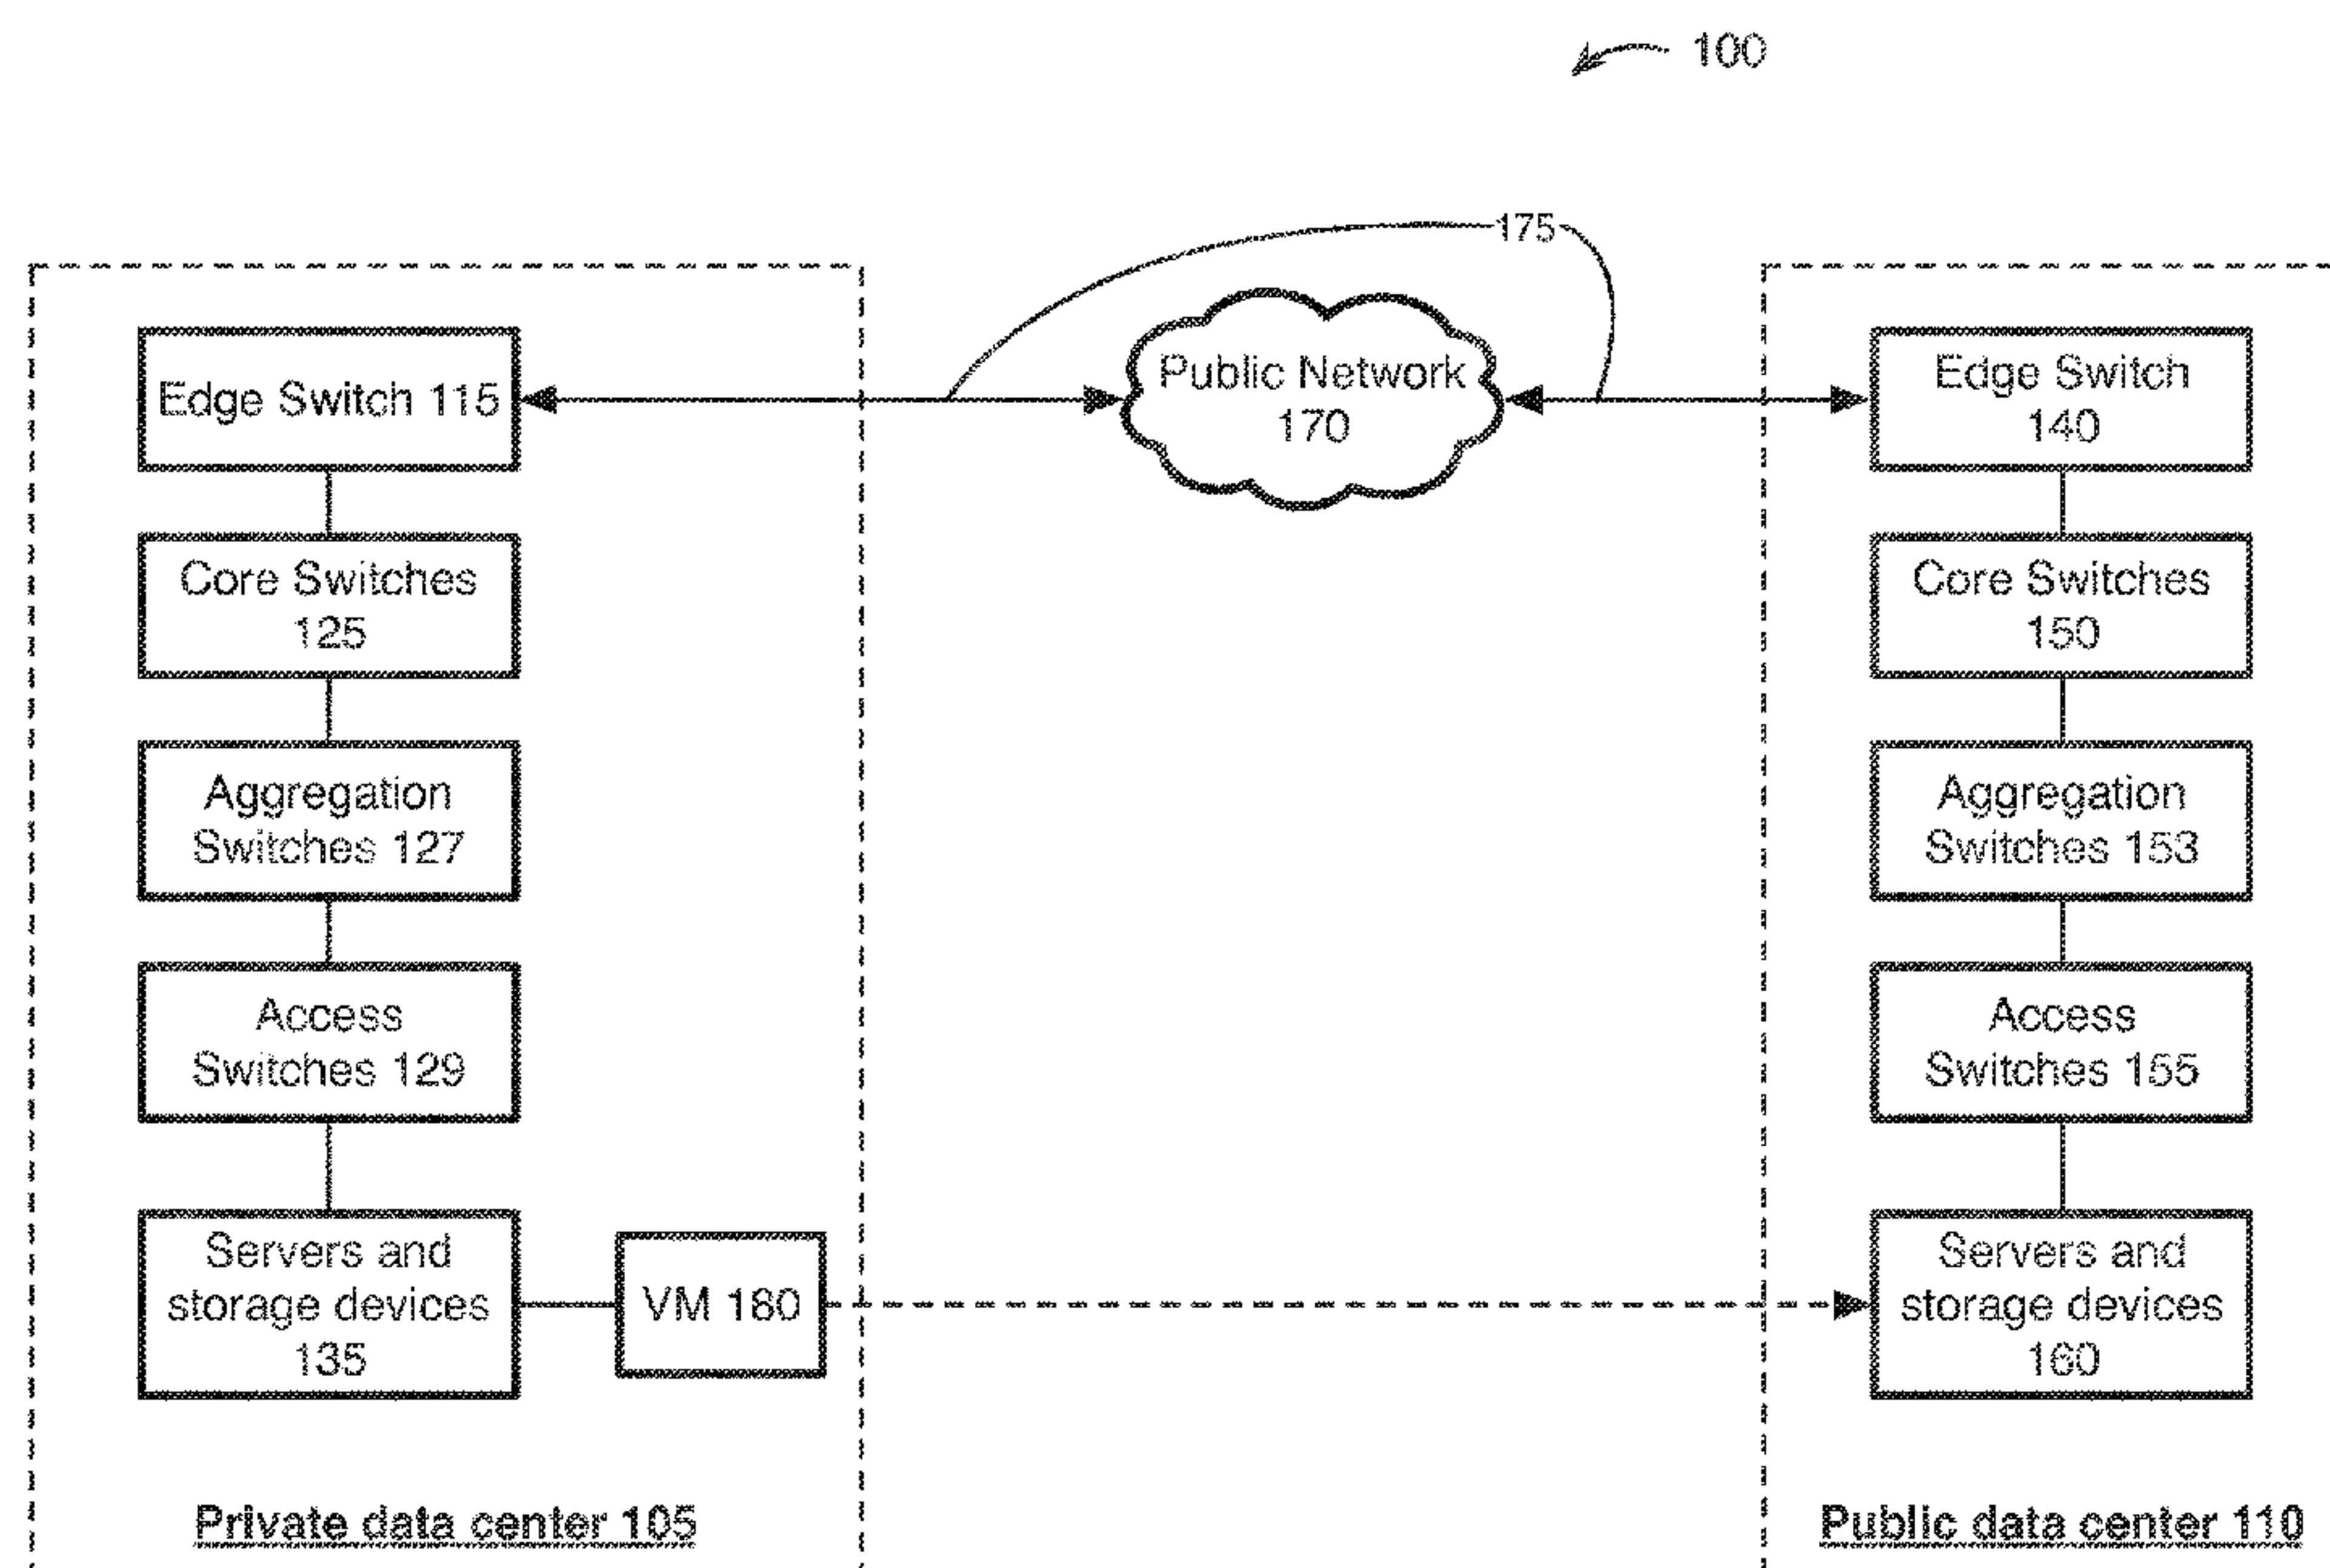 100
175
Edge Switch 115
Public Network
170
Edge Switch
140
Core Switches
125
Core Switches
150
Aggregation
Switches 127
Aggregation
Switches 153
Access
Switches 129
Access
Switches 155
Servers and
storage devices
135
VM 180
Servers and
storage devices
160
Private data center 105
Public data center 110